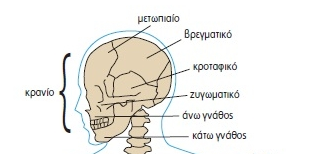 μετωπιαίο
βρεγματικό
κροταφικό
κρανίο
ζυγωματικό
άνω γνάθος
κάτω γνάθος